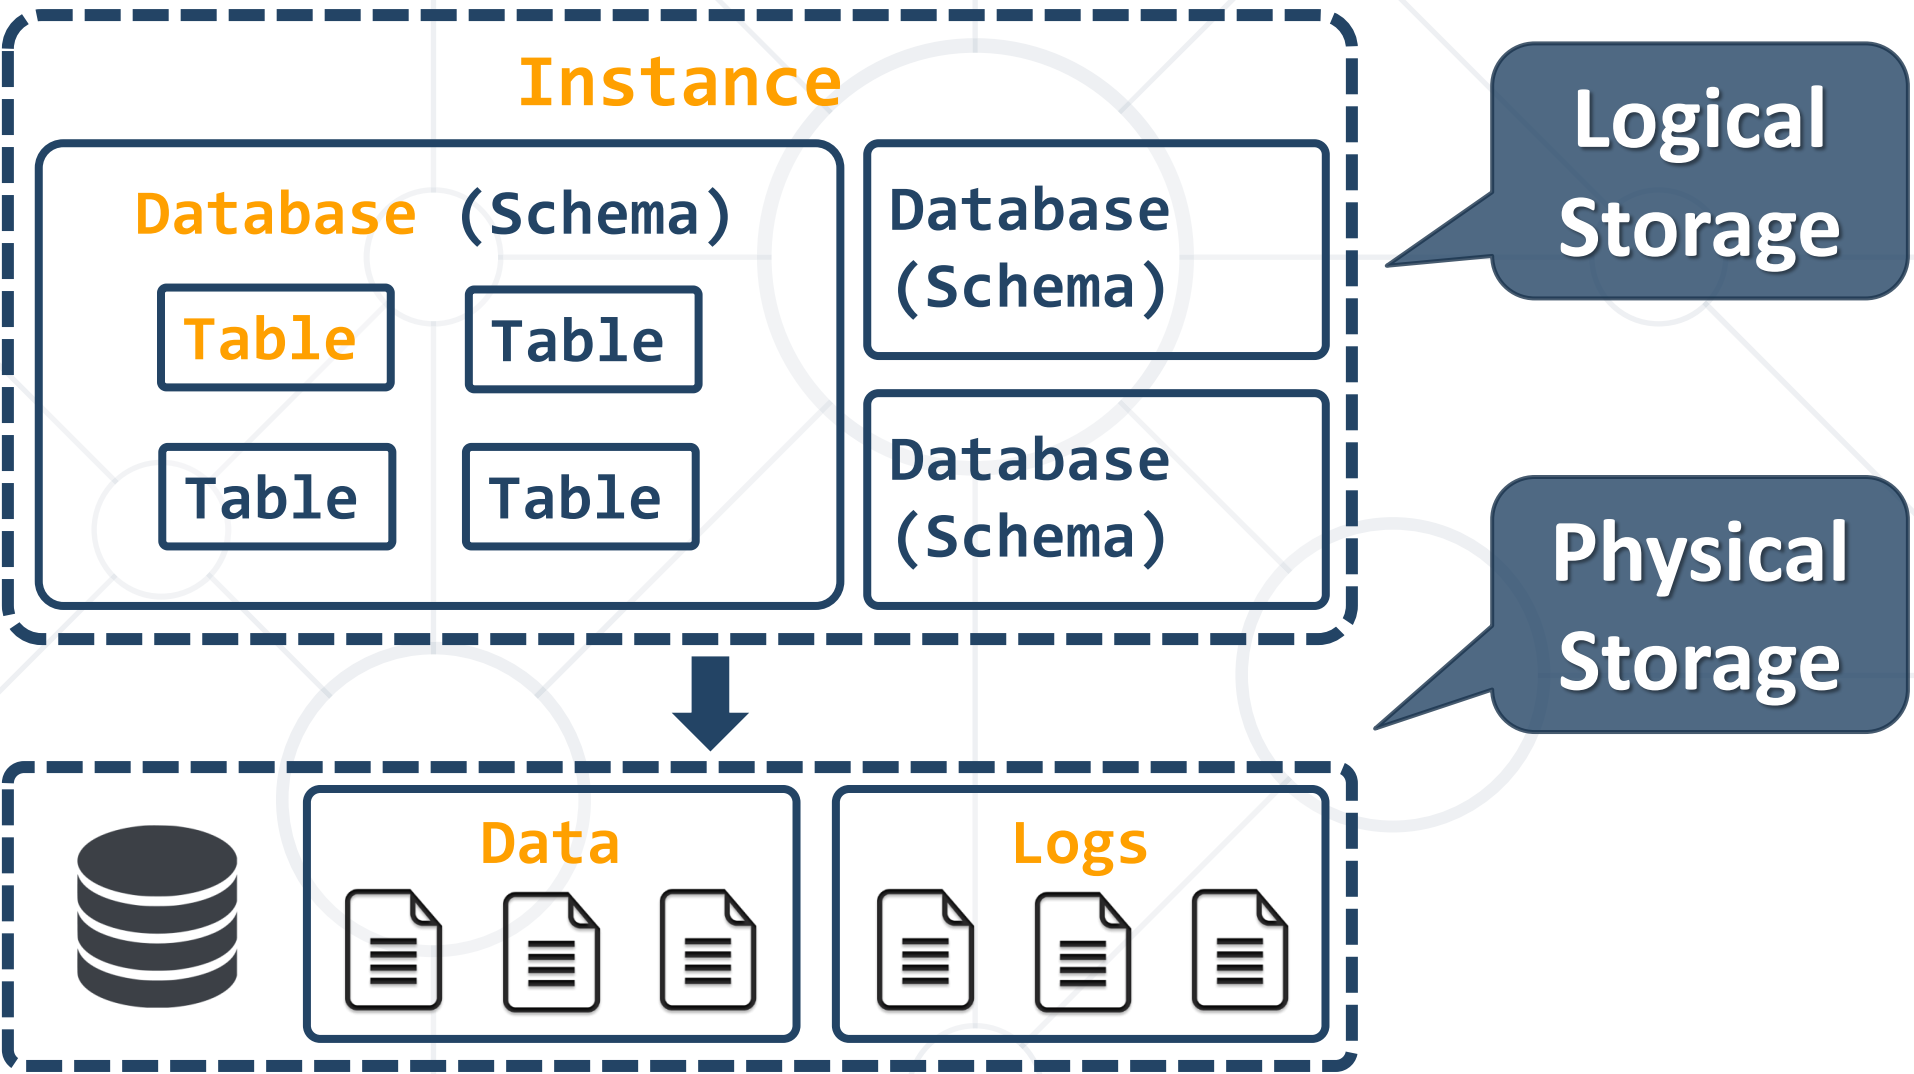 Instance
Database (Schema)
Table
Table
Table
Table
Database
(Schema)
Database
(Schema)
Logical
Storage
Physical
Storage
Data
Logs